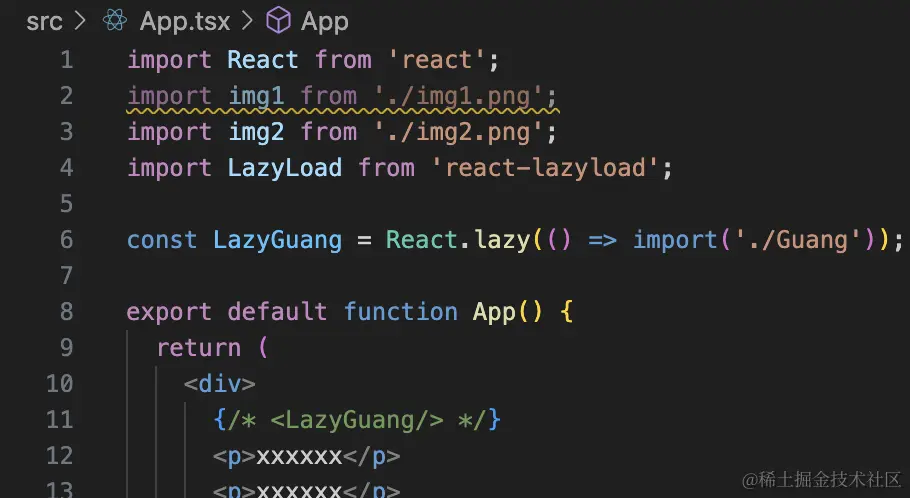 src > App.tsx > App
1 import React from 'react';
2 import img1 from './img1.png';
3 import img2 from './img2.png';
4 import LazyLoad from 'react-lazyload';
5
6 const LazyGuang = React.lazy(() => import('./Guang'));
7
8 export default function App() {
9 return (
10 <div>
11 {/* <LazyGuang/> */}
12 <p>xxxxxx</p>
13 <p>xxxxxx</p>
@稀土掘金技术社区